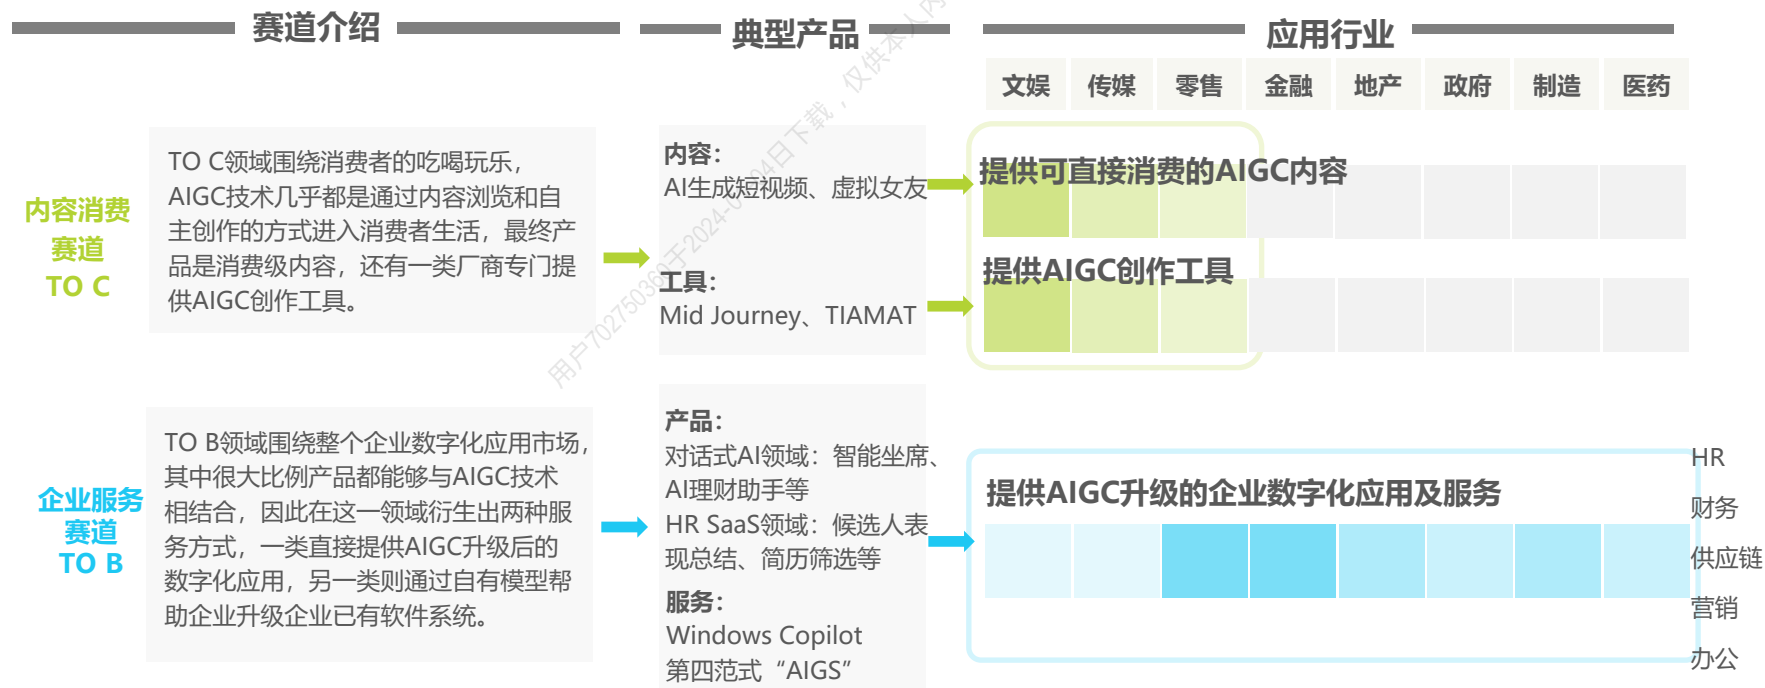 赛道介绍
典型产品
应用行业
文娱 传媒 零售 金融 地产 政府 制造 医药
内容消费
赛道
TO C
TO C领域围绕消费者的吃喝玩乐，
AIGC技术几乎都是通过内容浏览和自
主创作的方式进入消费者生活，最终产
品是消费级内容，还有一类厂商专门提
供AIGC创作工具。
内容：
AI生成短视频、虚拟女友
工具：
Mid Journey、TIAMAT
提供可直接消费的AIGC内容
提供AIGC创作工具
企业服务
赛道
TO B
TO B领域围绕整个企业数字化应用市场，
其中很大比例产品都能够与AIGC技术
相结合，因此在这一领域衍生出两种服
务方式，一类直接提供AIGC升级后的
数字化应用，另一类则通过自有模型帮
助企业升级企业已有软件系统。
产品：
对话式AI领域：智能坐席、
AI理财助手等
HR SaaS领域：候选人表
现总结、简历筛选等
服务：
Windows Copilot
第四范式“AIGS”
提供AIGC升级的企业数字化应用及服务
HR
财务
供应链
营销
办公